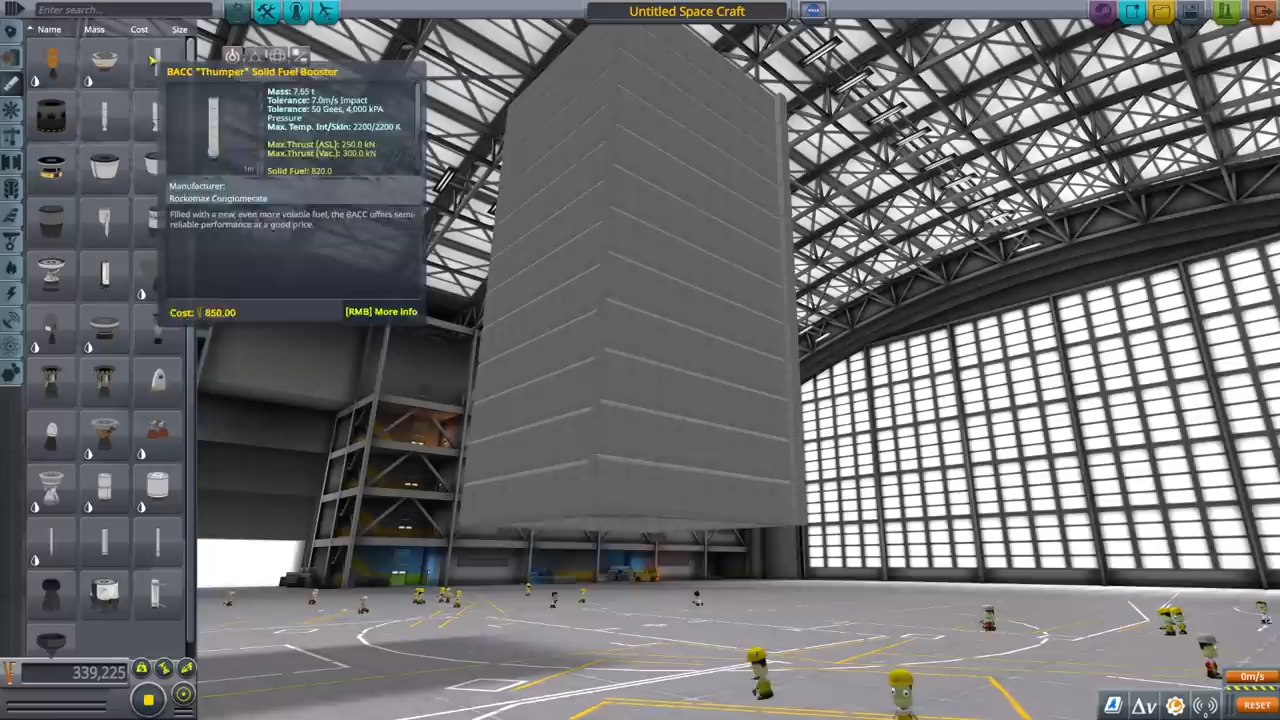 Enter search...
Untitled Space Craft
Name Mass Cost Size
BACC "Thumper" Solid Fuel Booster
Mass: 7.65 t
Tolerance: 7.0m/s Impact
Tolerance: 50 Gees, 4,000 kPA
Pressure
Max. Temp. Int/Skin: 2200/2200 K
Max.Thrust (ASL): 250.0 kN
Max.Thrust (Vac.): 300.0 kN
1m
Solid Fuel: 820.0
Manufacturer:
Rockomax Conglomerate
Filled with a new, even more volatile fuel, the BACC offers semi-
reliable performance at a good price.
Cost: 850.00
[RMB] More Info
339,225
Δv
0m/s
RESET